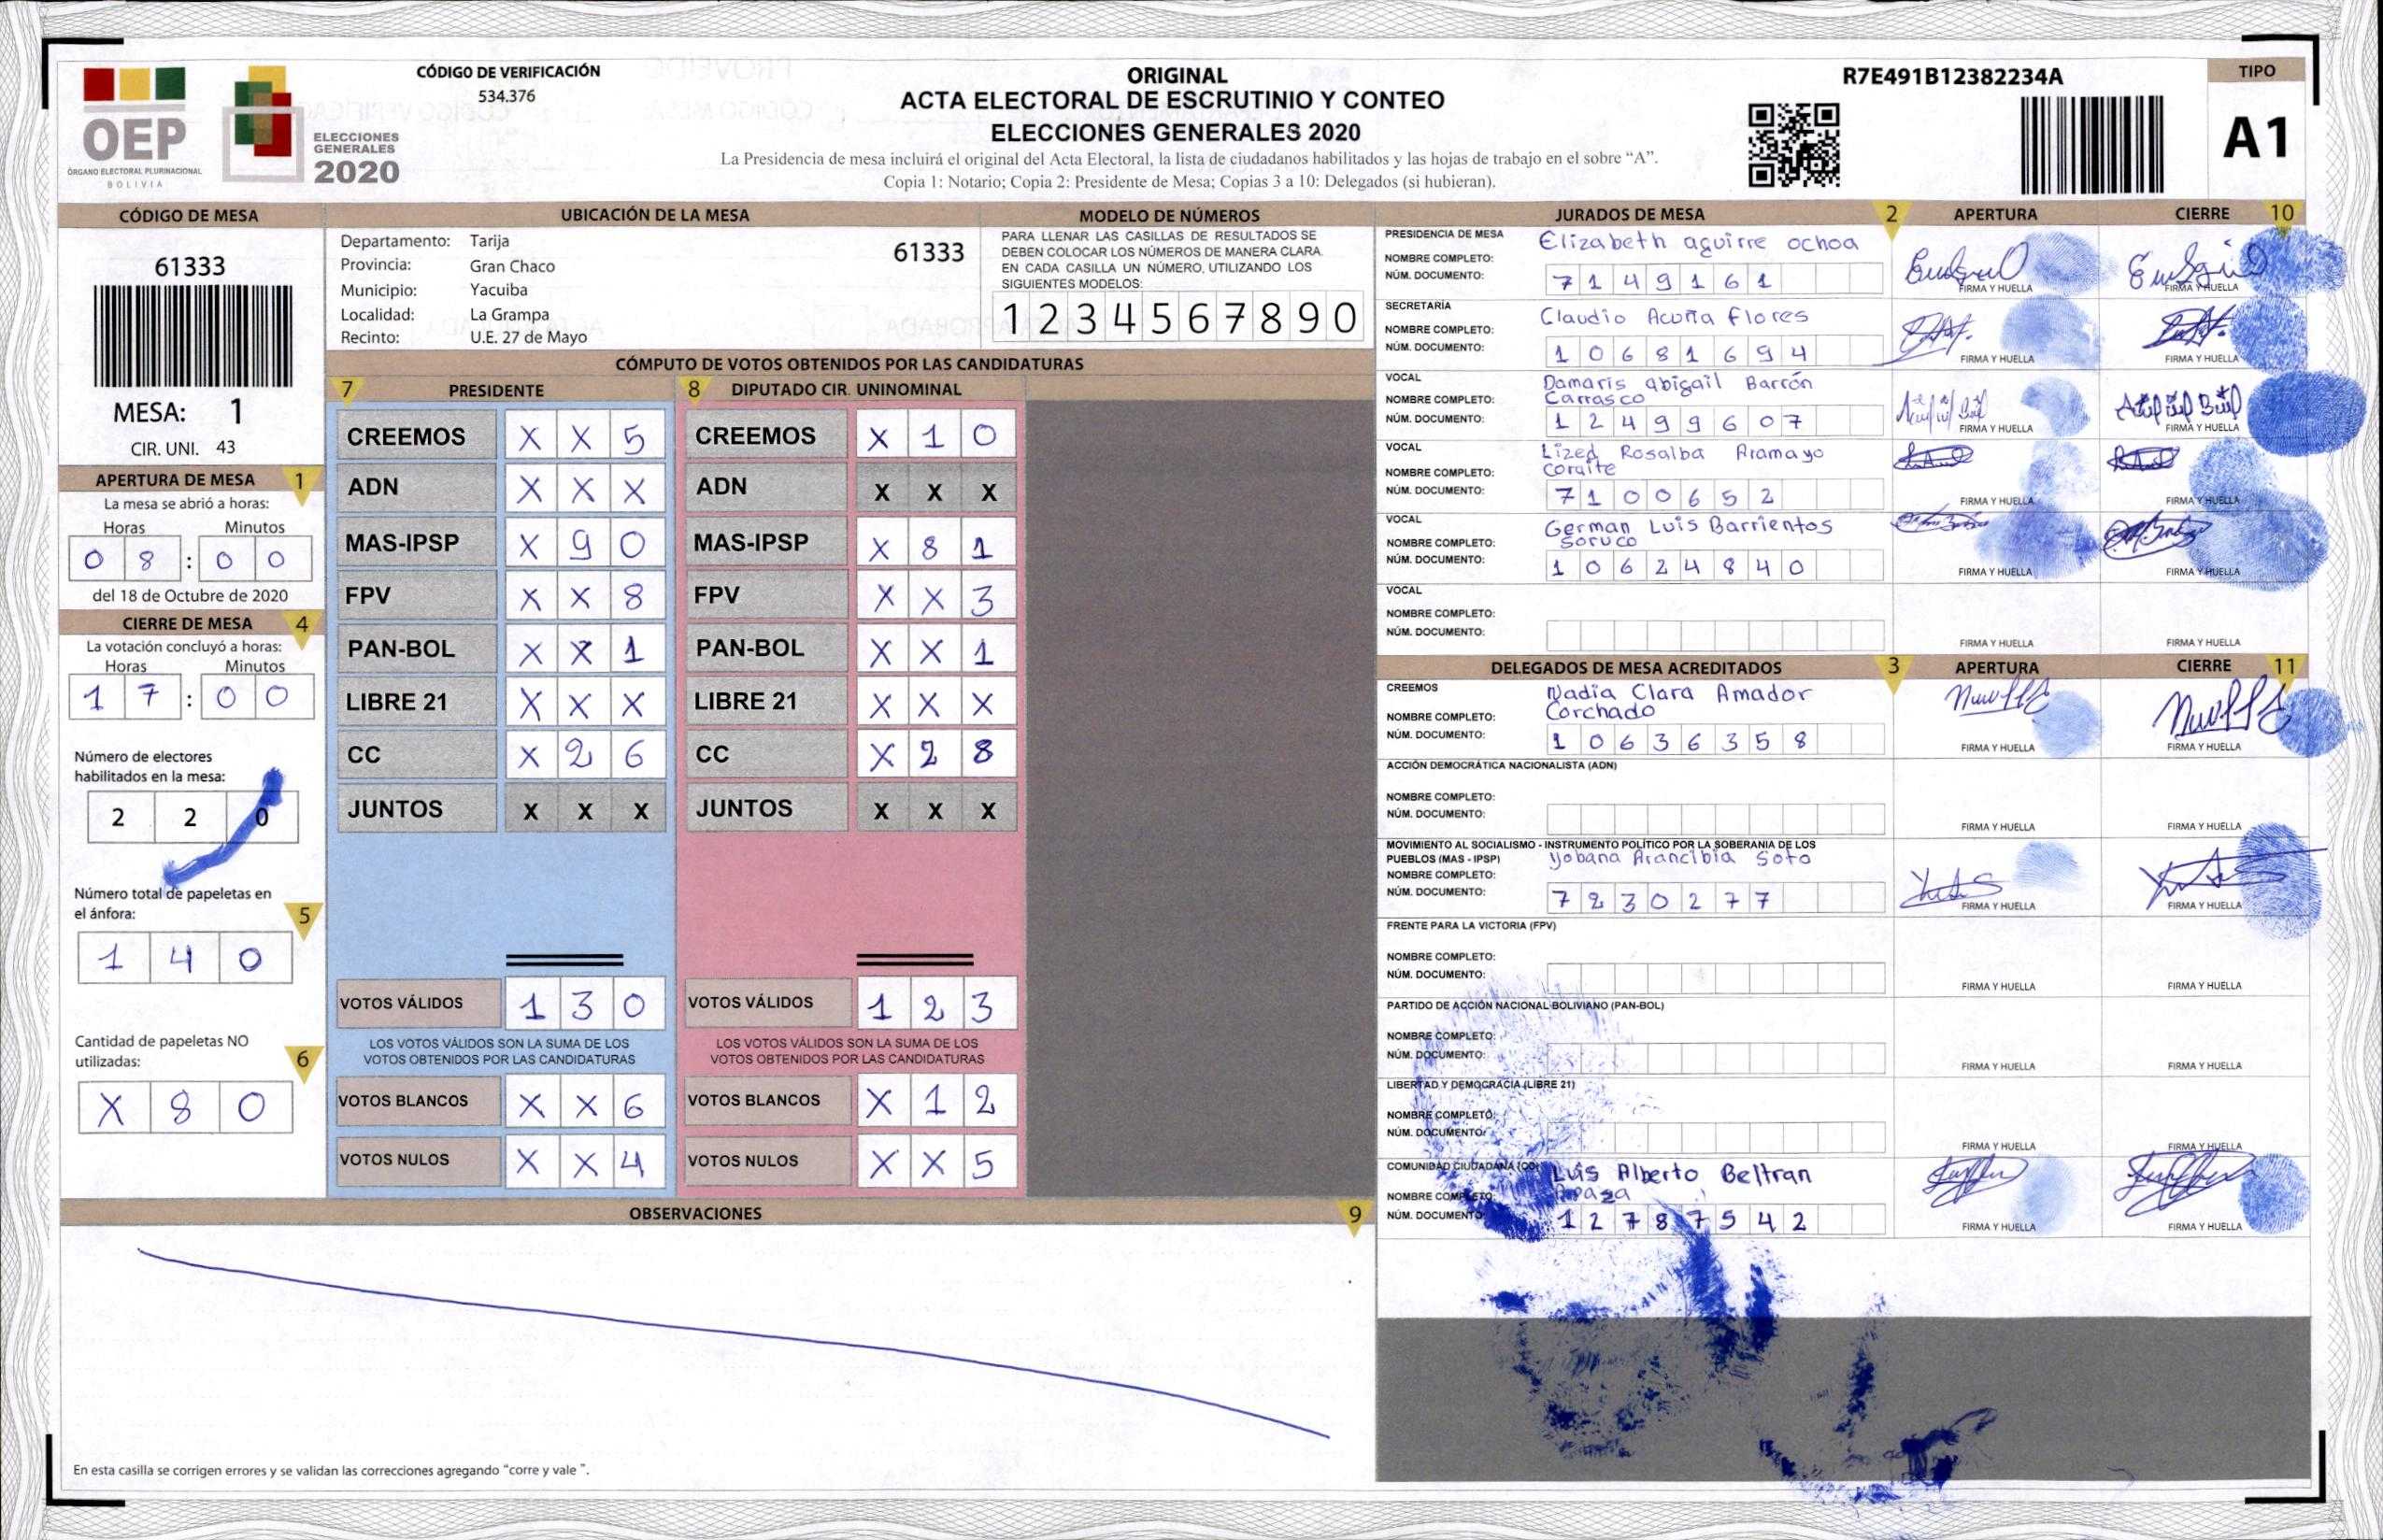 OEP
ÓRGANO ELECTORAL PLURINACIONAL
BOLIVIA
ELECCIONES
GENERALES
2020
CÓDIGO DE VERIFICACIÓN
534.376
ORIGINAL
ACTA ELECTORAL DE ESCRUTINIO Y CONTEO
ELECCIONES GENERALES 2020
La Presidencia de mesa incluirá el original del Acta Electoral, la lista de ciudadanos habilitados y las hojas de trabajo en el sobre “A”.
Copia 1: Notario; Copia 2: Presidente de Mesa; Copias 3 a 10: Delegados (si hubieran).
R7E491B12382234A
TIPO
A1
CÓDIGO DE MESA
61333
MESA: 1
CIR. UNI. 43
APERTURA DE MESA 1
La mesa se abrió a horas:
Horas Minutos
0 8 : 0 0
del 18 de Octubre de 2020
CIERRE DE MESA 4
La votación concluyó a horas:
Horas Minutos
1 7 : 0 0
Número de electores
habilitados en la mesa:
2 2 0
Número total de papeletas en
el ánfora: 5
1 4 0
Cantidad de papeletas NO
utilizadas: 6
X 8 0
UBICACIÓN DE LA MESA
Departamento: Tarija
61333
Provincia: Gran Chaco
Municipio: Yacuiba
Localidad: La Grampa
Recinto: U.E. 27 de Mayo
MODELO DE NÚMEROS
PARA LLENAR LAS CASILLAS DE RESULTADOS SE
DEBEN COLOCAR LOS NÚMEROS DE MANERA CLARA.
EN CADA CASILLA UN NÚMERO, UTILIZANDO LOS
SIGUIENTES MODELOS:
1 2 3 4 5 6 7 8 9 0
CÓMPUTO DE VOTOS OBTENIDOS POR LAS CANDIDATURAS
7 PRESIDENTE
CREEMOS X X 5
ADN X X X
MAS-IPSP X 9 0
FPV X X 8
PAN-BOL X X 1
LIBRE 21 X X X
CC X 2 6
JUNTOS X X X
VOTOS VÁLIDOS 1 3 0
LOS VOTOS VÁLIDOS SON LA SUMA DE LOS
VOTOS OBTENIDOS POR LAS CANDIDATURAS
VOTOS BLANCOS X X 6
VOTOS NULOS X X 4
8 DIPUTADO CIR. UNINOMINAL
CREEMOS X 1 0
ADN X X X
MAS-IPSP X 8 1
FPV X X 3
PAN-BOL X X 1
LIBRE 21 X X X
CC X 2 8
JUNTOS X X X
VOTOS VÁLIDOS 1 2 3
LOS VOTOS VÁLIDOS SON LA SUMA DE LOS
VOTOS OBTENIDOS POR LAS CANDIDATURAS
VOTOS BLANCOS X 1 2
VOTOS NULOS X X 5
OBSERVACIONES 9
En esta casilla se corrigen errores y se validan las correcciones agregando “corre y vale ”.
JURADOS DE MESA 2 APERTURA CIERRE 10
PRESIDENCIA DE MESA Elizabeth aguirre ochoa
NOMBRE COMPLETO:
NÚM. DOCUMENTO: 7 1 4 9 1 6 1
FIRMA Y HUELLA FIRMA Y HUELLA
SECRETARÍA Claudio Acuña flores
NOMBRE COMPLETO:
NÚM. DOCUMENTO: 1 0 6 8 1 6 9 4
FIRMA Y HUELLA FIRMA Y HUELLA
VOCAL Damaris abigail Barrón
NOMBRE COMPLETO: Carrasco
NÚM. DOCUMENTO: 1 2 4 9 9 6 0 7
FIRMA Y HUELLA FIRMA Y HUELLA
VOCAL Lized Rosalba Aramayo
NOMBRE COMPLETO: coraite
NÚM. DOCUMENTO: 7 1 0 0 6 5 2
FIRMA Y HUELLA FIRMA Y HUELLA
VOCAL German Luis Barrientos
NOMBRE COMPLETO: soruco
NÚM. DOCUMENTO: 1 0 6 2 4 8 4 0
FIRMA Y HUELLA FIRMA Y HUELLA
VOCAL
NOMBRE COMPLETO:
NÚM. DOCUMENTO:
FIRMA Y HUELLA FIRMA Y HUELLA
DELEGADOS DE MESA ACREDITADOS 3 APERTURA CIERRE 11
CREEMOS Nadia Clara Amador
NOMBRE COMPLETO: Corchado
NÚM. DOCUMENTO: 1 0 6 3 6 3 5 8
FIRMA Y HUELLA FIRMA Y HUELLA
ACCIÓN DEMOCRÁTICA NACIONALISTA (ADN)
NOMBRE COMPLETO:
NÚM. DOCUMENTO:
FIRMA Y HUELLA FIRMA Y HUELLA
MOVIMIENTO AL SOCIALISMO - INSTRUMENTO POLÍTICO POR LA SOBERANIA DE LOS
PUEBLOS (MAS - IPSP) Yobana Arancibia Soto
NOMBRE COMPLETO:
NÚM. DOCUMENTO: 7 2 3 0 2 7 7
FIRMA Y HUELLA FIRMA Y HUELLA
FRENTE PARA LA VICTORIA (FPV)
NOMBRE COMPLETO:
NÚM. DOCUMENTO:
FIRMA Y HUELLA FIRMA Y HUELLA
PARTIDO DE ACCIÓN NACIONAL BOLIVIANO (PAN-BOL)
NOMBRE COMPLETO:
NÚM. DOCUMENTO:
FIRMA Y HUELLA FIRMA Y HUELLA
LIBERTAD Y DEMOCRACIA (LIBRE 21)
NOMBRE COMPLETO:
NÚM. DOCUMENTO:
FIRMA Y HUELLA FIRMA Y HUELLA
COMUNIDAD CIUDADANA (CC) Luis Alberto Beltran
NOMBRE COMPLETO:
NÚM. DOCUMENTO: 1 2 7 8 7 5 4 2
FIRMA Y HUELLA FIRMA Y HUELLA